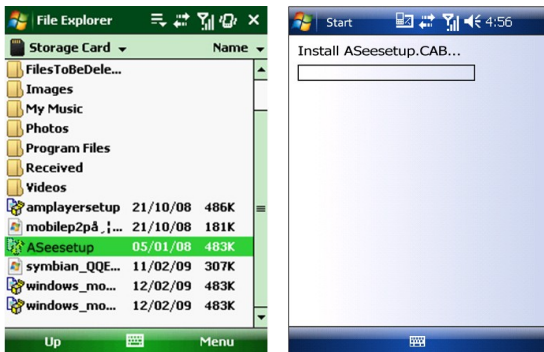 File Explorer
Storage Card
Name
FilesToBeDele...
Images
My Music
Photos
Program Files
Received
Videos
amplayersetup 21/10/08 486K
mobilep2på¸¦... 21/10/08 181K
ASeesetup 05/01/08 483K
symbian_QQE... 11/02/09 307K
windows_mo... 12/02/09 483K
windows_mo... 12/02/09 483K
Up Menu
Start 4:56
Install ASeesetup.CAB...